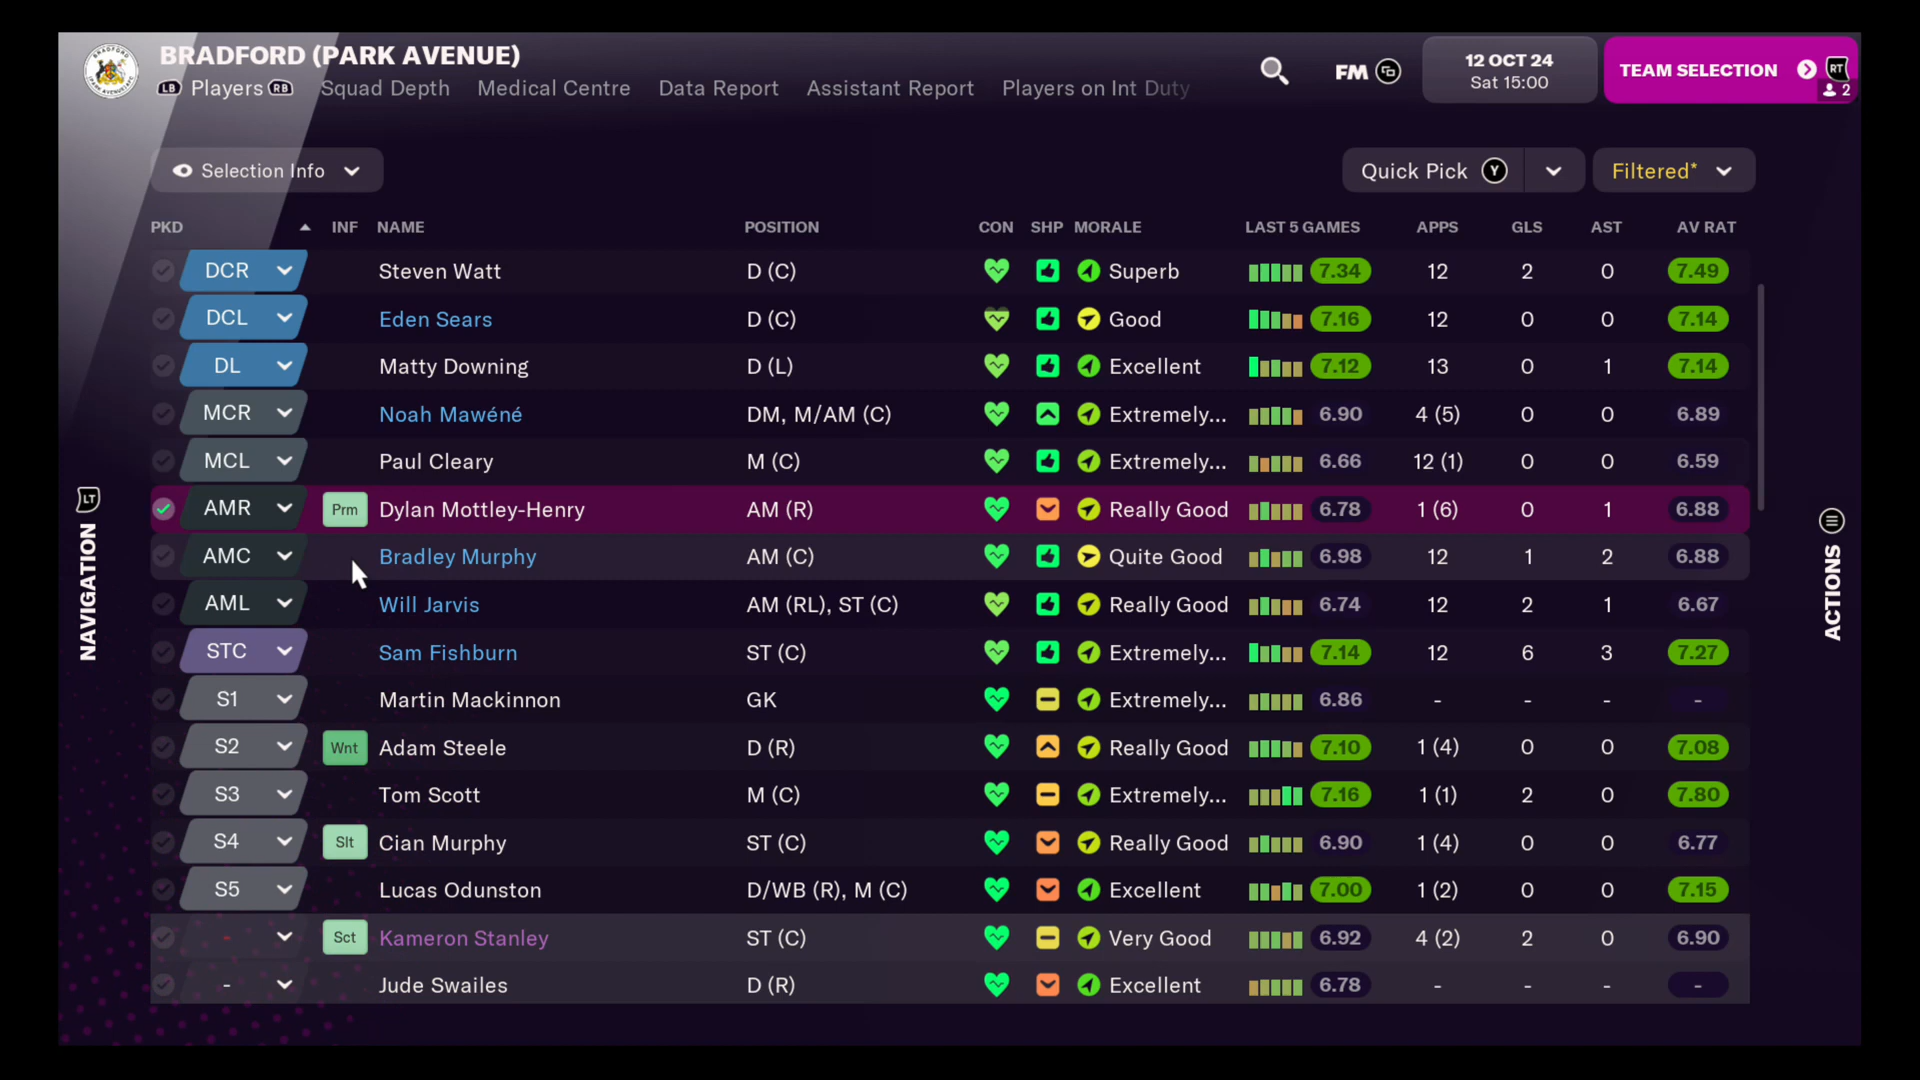 BRADFORD (PARK AVENUE)
LB Players RB Squad Depth Medical Centre Data Report Assistant Report Players on Int Duty
FM
12 OCT 24
Sat 15:00
TEAM SELECTION RT
2
Selection Info
Quick Pick Y
Filtered*
PKD INF NAME POSITION CON SHP MORALE LAST 5 GAMES APPS GLS AST AV RAT
DCR Steven Watt D (C) Superb 7.34 12 2 0 7.49
DCL Eden Sears D (C) Good 7.16 12 0 0 7.14
DL Matty Downing D (L) Excellent 7.12 13 0 1 7.14
MCR Noah Mawéné DM, M/AM (C) Extremely... 6.90 4 (5) 0 0 6.89
MCL Paul Cleary M (C) Extremely... 6.66 12 (1) 0 0 6.59
AMR Prm Dylan Mottley-Henry AM (R) Really Good 6.78 1 (6) 0 1 6.88
AMC Bradley Murphy AM (C) Quite Good 6.98 12 1 2 6.88
AML Will Jarvis AM (RL), ST (C) Really Good 6.74 12 2 1 6.67
STC Sam Fishburn ST (C) Extremely... 7.14 12 6 3 7.27
S1 Martin Mackinnon GK Extremely... 6.86 - - - -
S2 Wnt Adam Steele D (R) Really Good 7.10 1 (4) 0 0 7.08
S3 Tom Scott M (C) Extremely... 7.16 1 (1) 2 0 7.80
S4 Slt Cian Murphy ST (C) Really Good 6.90 1 (4) 0 0 6.77
S5 Lucas Odunston D/WB (R), M (C) Excellent 7.00 1 (2) 0 0 7.15
- Sct Kameron Stanley ST (C) Very Good 6.92 4 (2) 2 0 6.90
- Jude Swailes D (R) Excellent 6.78 - - - -
LT
NAVIGATION
ACTIONS